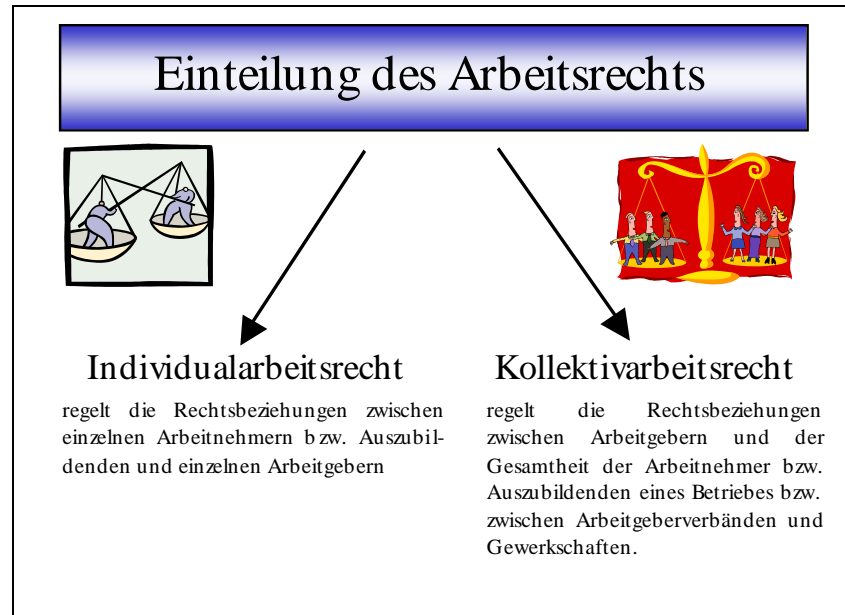 Einteilung des Arbeitsrechts
Individualarbeitsrecht
regelt die Rechtsbeziehungen zwischen
einzelnen Arbeitnehmern bzw. Auszubil-
denden und einzelnen Arbeitgebern
Kollektivarbeitsrecht
regelt die Rechtsbeziehungen
zwischen Arbeitgebern und der
Gesamtheit der Arbeitnehmer bzw.
Auszubildenden eines Betriebes bzw.
zwischen Arbeitgeberverbänden und
Gewerkschaften.